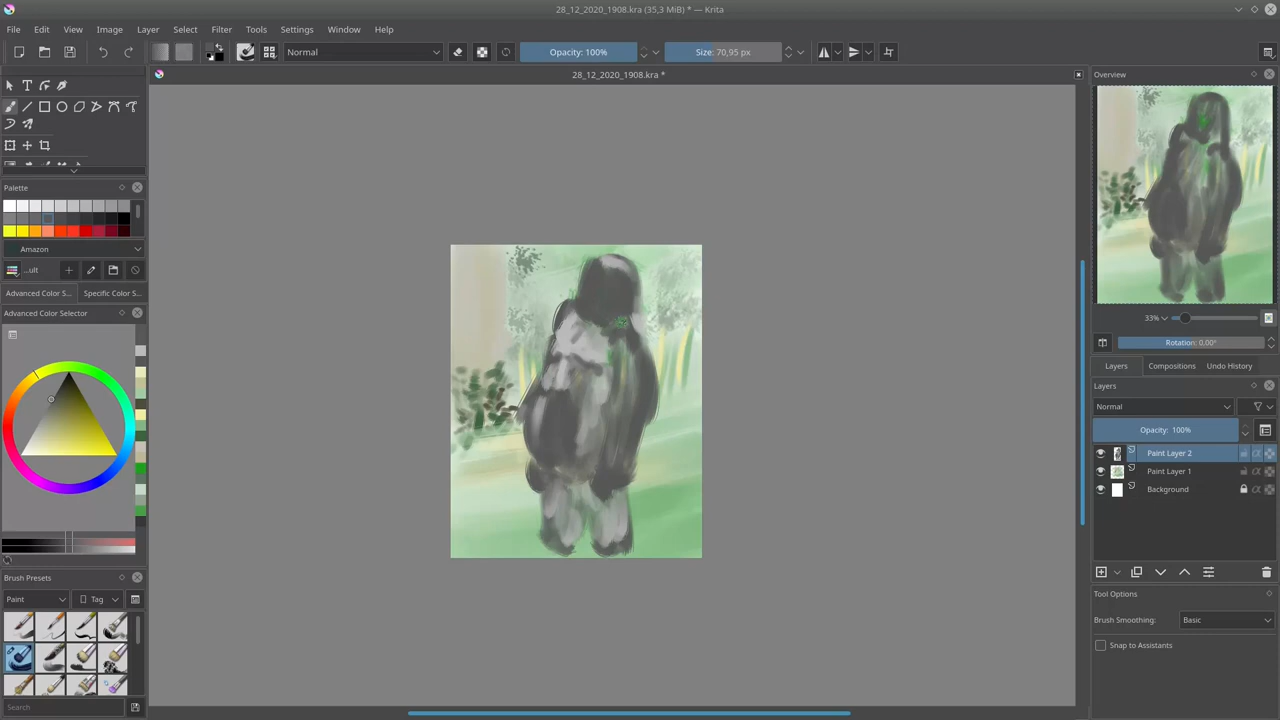 28_12_2020_1908.kra (35,3 MiB) * — Krita
File Edit View Image Layer Select Filter Tools Settings Window Help
Normal Opacity: 100% Size: 70,95 px
28_12_2020_1908.kra *
Overview
Palette
Amazon
...ult
Advanced Color S... Specific Color S...
Advanced Color Selector
33%
Rotation: 0.00°
Layers Compositions Undo History
Layers
Normal
Opacity: 100%
Paint Layer 2
Paint Layer 1
Background
Brush Presets
Paint Tag
Tool Options
Brush Smoothing: Basic
Snap to Assistants
Search